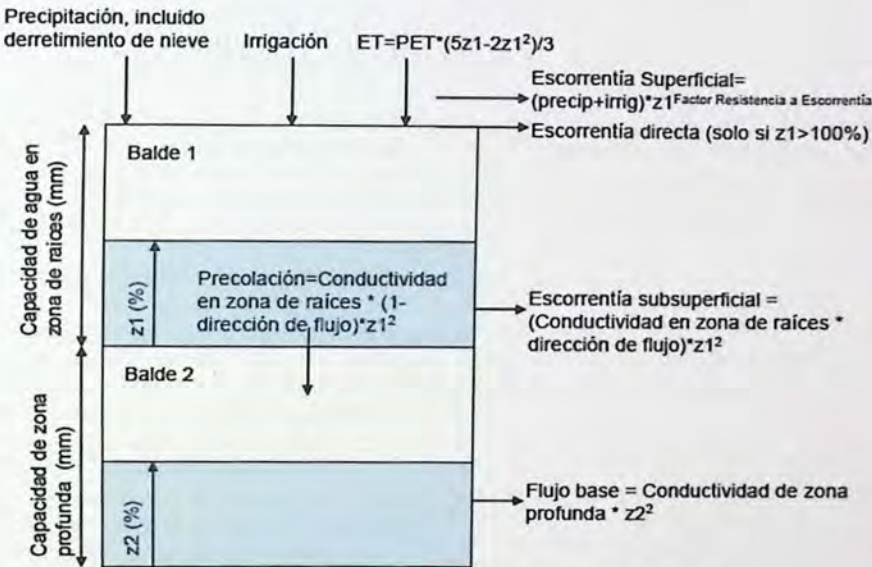 Precipitación, incluido
derretimiento de nieve
Irrigación
ET=PET*(5z1-2z1²)/3
Escorrentía Superficial=
(precip+irrig)*z1^Factor Resistencia a Escorrentía
Escorrentía directa (solo si z1>100%)
Capacidad de agua en
zona de raíces (mm)
Balde 1
z1 (%)
Precolación=Conductividad
en zona de raíces * (1-
dirección de flujo)*z1²
Escorrentía subsuperficial =
(Conductividad en zona de raíces *
dirección de flujo)*z1²
Capacidad de zona
profunda (mm)
Balde 2
z2 (%)
Flujo base = Conductividad de zona
profunda * z2²